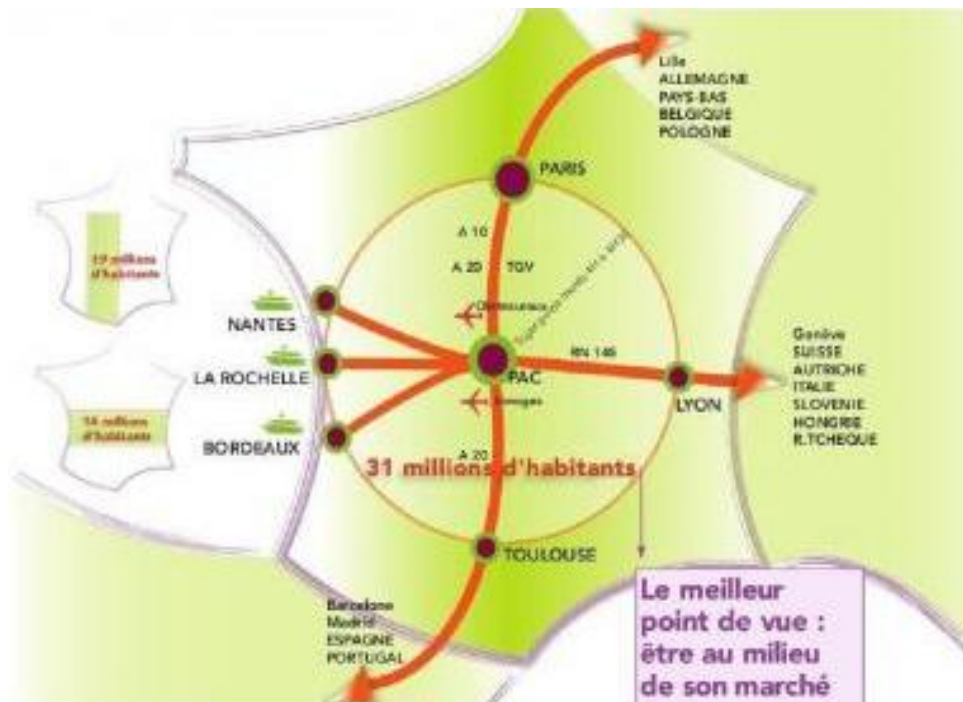 Lille
ALLEMAGNE
PAYS-BAS
BELGIQUE
POLOGNE
PARIS
A 10
A 20
TGV
19 millions
d'habitants
NANTES
LA ROCHELLE
BORDEAUX
PAC
RN 145
Limoges
LYON
Genève
SUISSE
AUTRICHE
ITALIE
SLOVENIE
HONGRIE
R.TCHEQUE
millions
d'habitants
A 20
31 millions d'habitants
TOULOUSE
Barcelone
Madrid
ESPAGNE
PORTUGAL
Le meilleur
point de vue :
être au milieu
de son marché